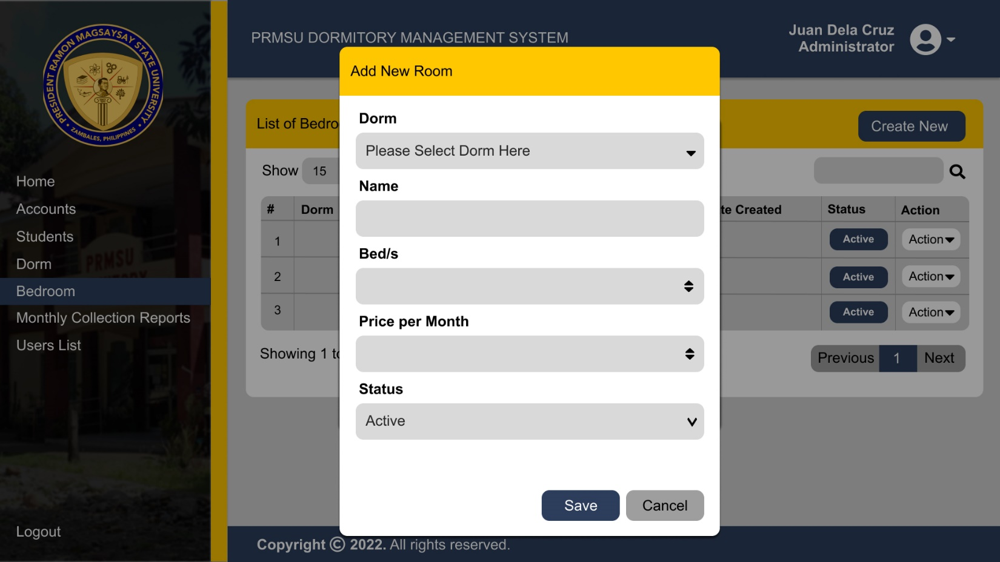 PRESIDENT RAMON MAGSAYSAY STATE UNIVERSITY
ZAMBALES, PHILIPPINES
Home
Accounts
Students
Dorm
PRMSU
Bedroom
Monthly Collection Reports
Users List
Logout
PRMSU DORMITORY MANAGEMENT SYSTEM
Juan Dela Cruz
Administrator
List of Bedro
Create New
Show 15
# Dorm te Created Status Action
1 Active Action
2 Active Action
3 Active Action
Showing 1 to
Previous 1 Next
Add New Room
Dorm
Please Select Dorm Here
Name
Bed/s
Price per Month
Status
Active
Save Cancel
Copyright © 2022. All rights reserved.